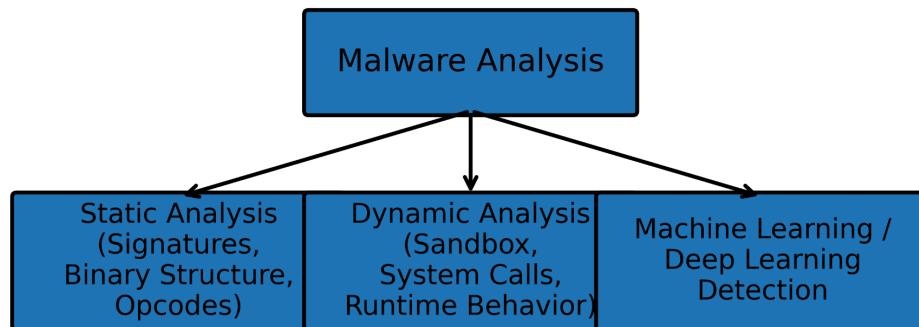 Malware Analysis
Static Analysis
(Signatures,
Binary Structure,
Opcodes)
Dynamic Analysis
(Sandbox,
System Calls,
Runtime Behavior)
Machine Learning /
Deep Learning
Detection